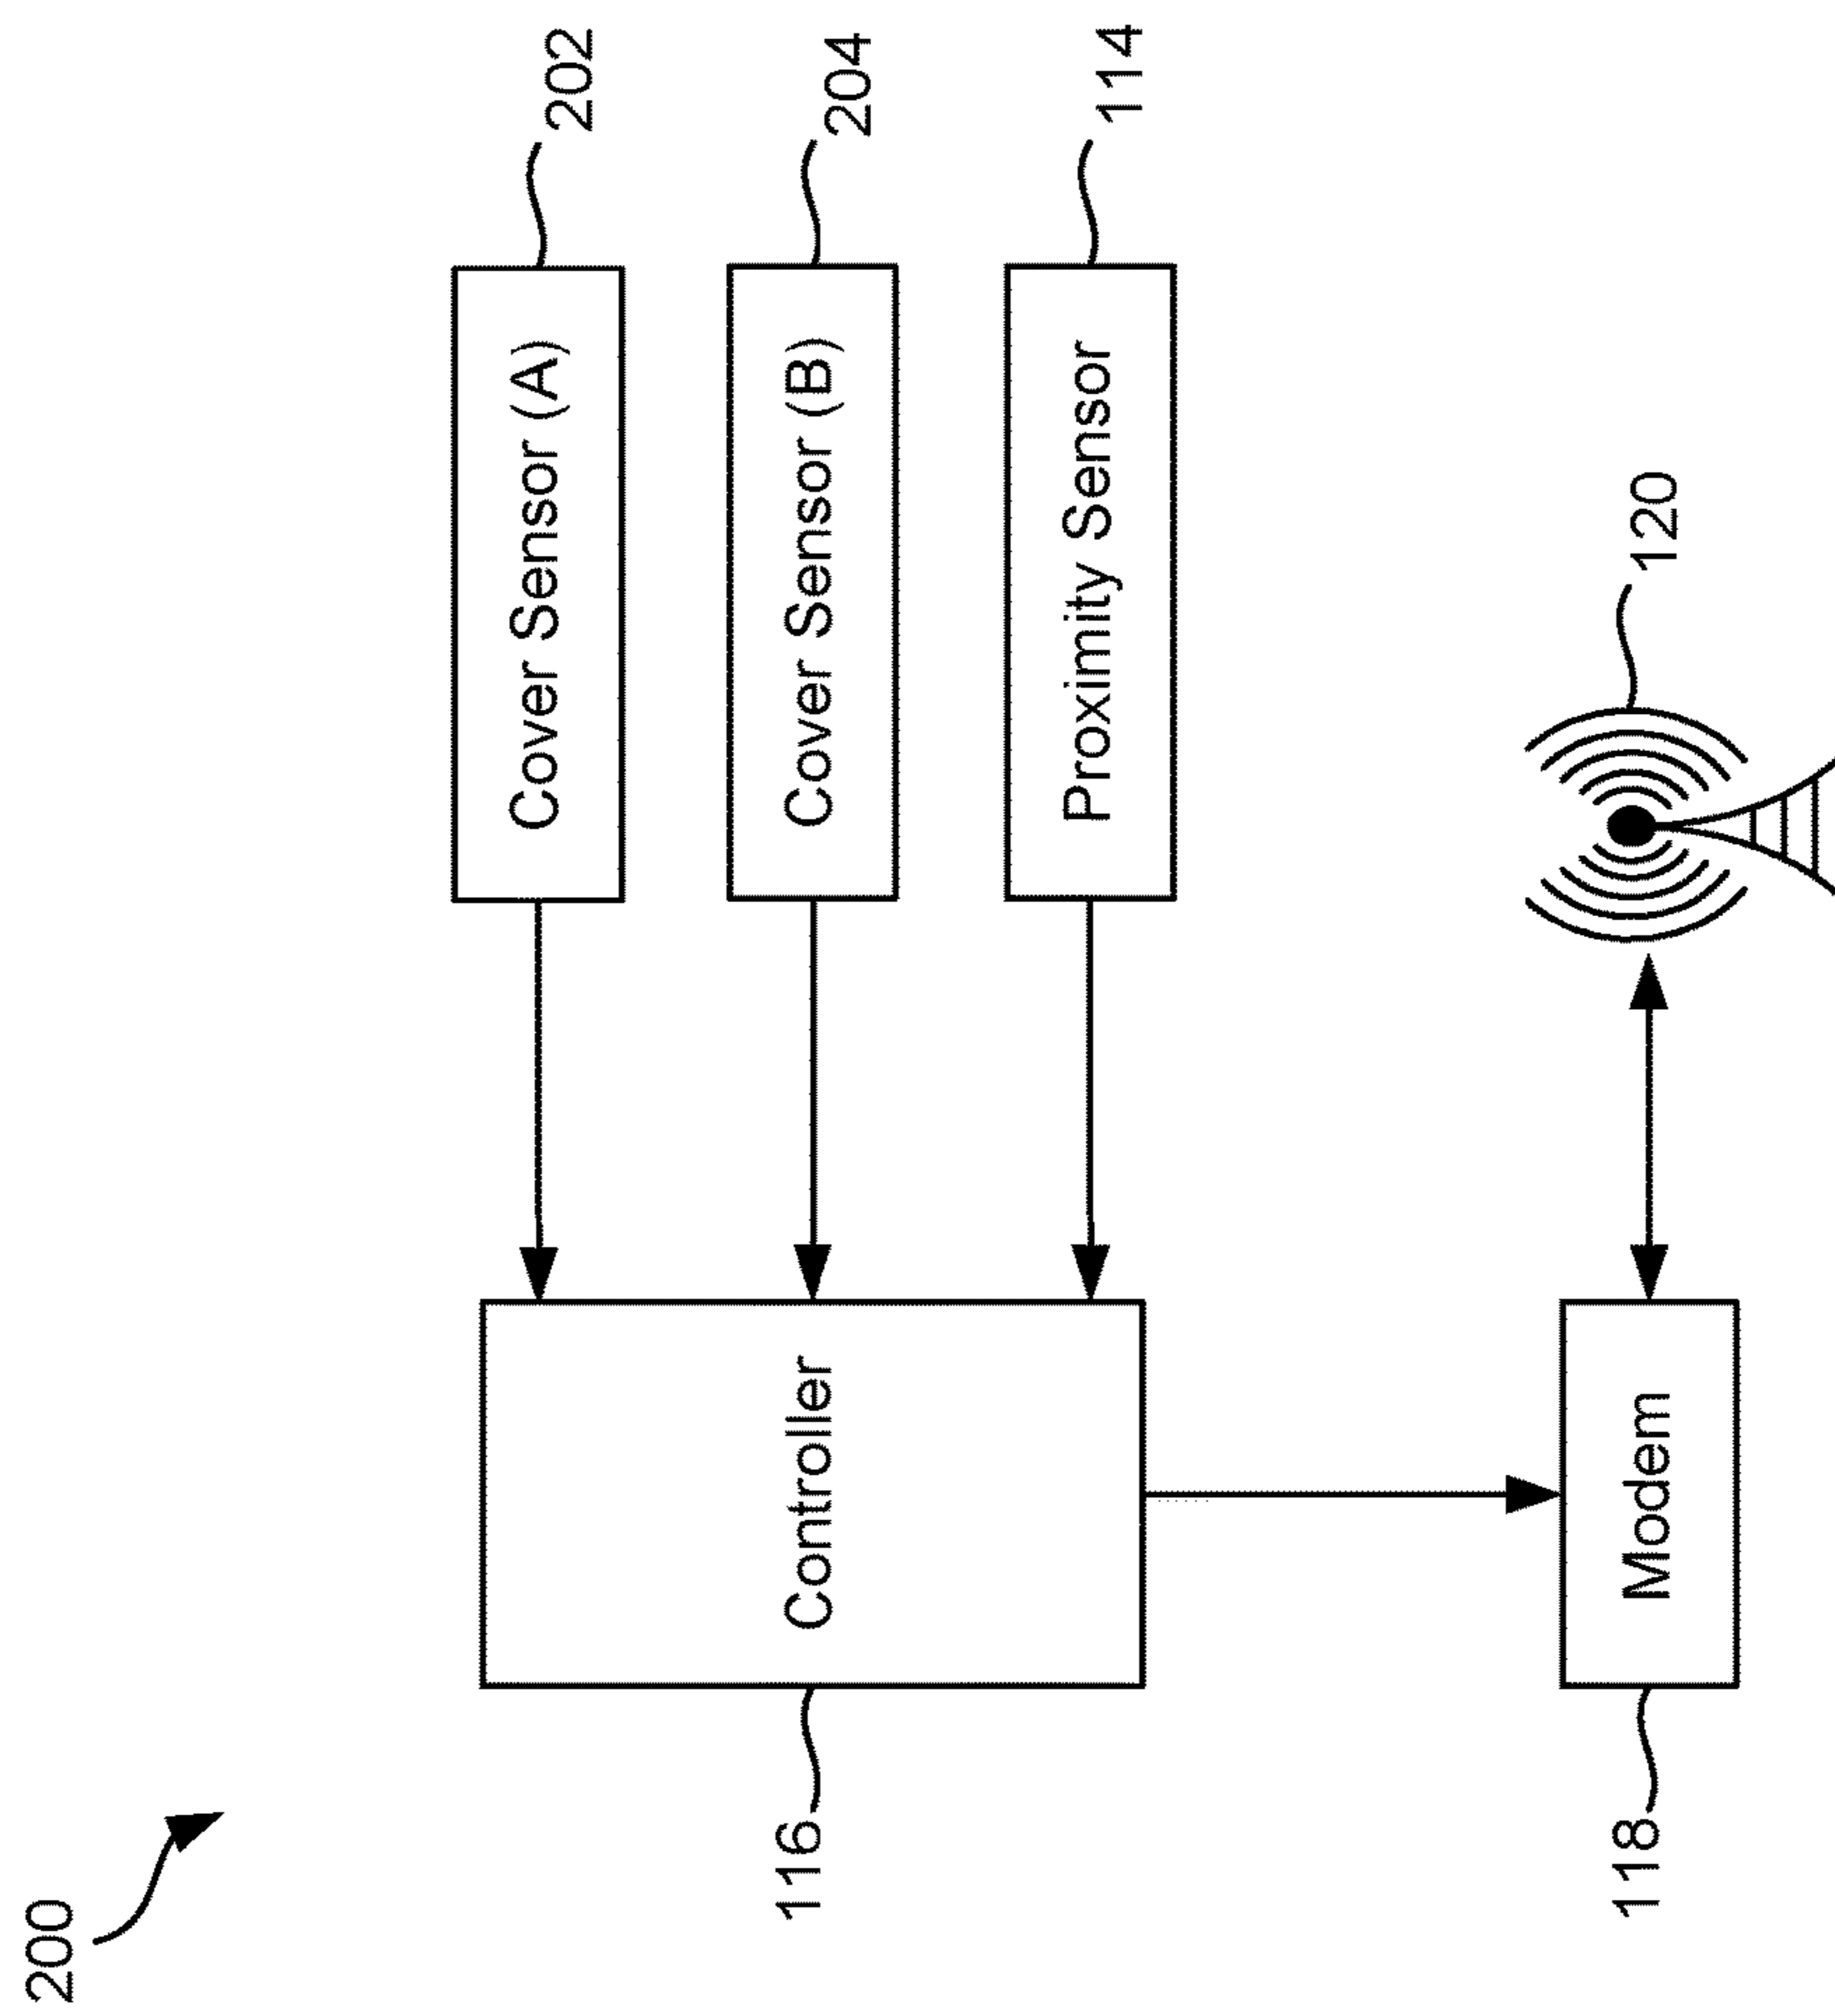 200
Controller
116
Cover Sensor (A)
202
Cover Sensor (B)
204
Proximity Sensor
114
Modem
118
120